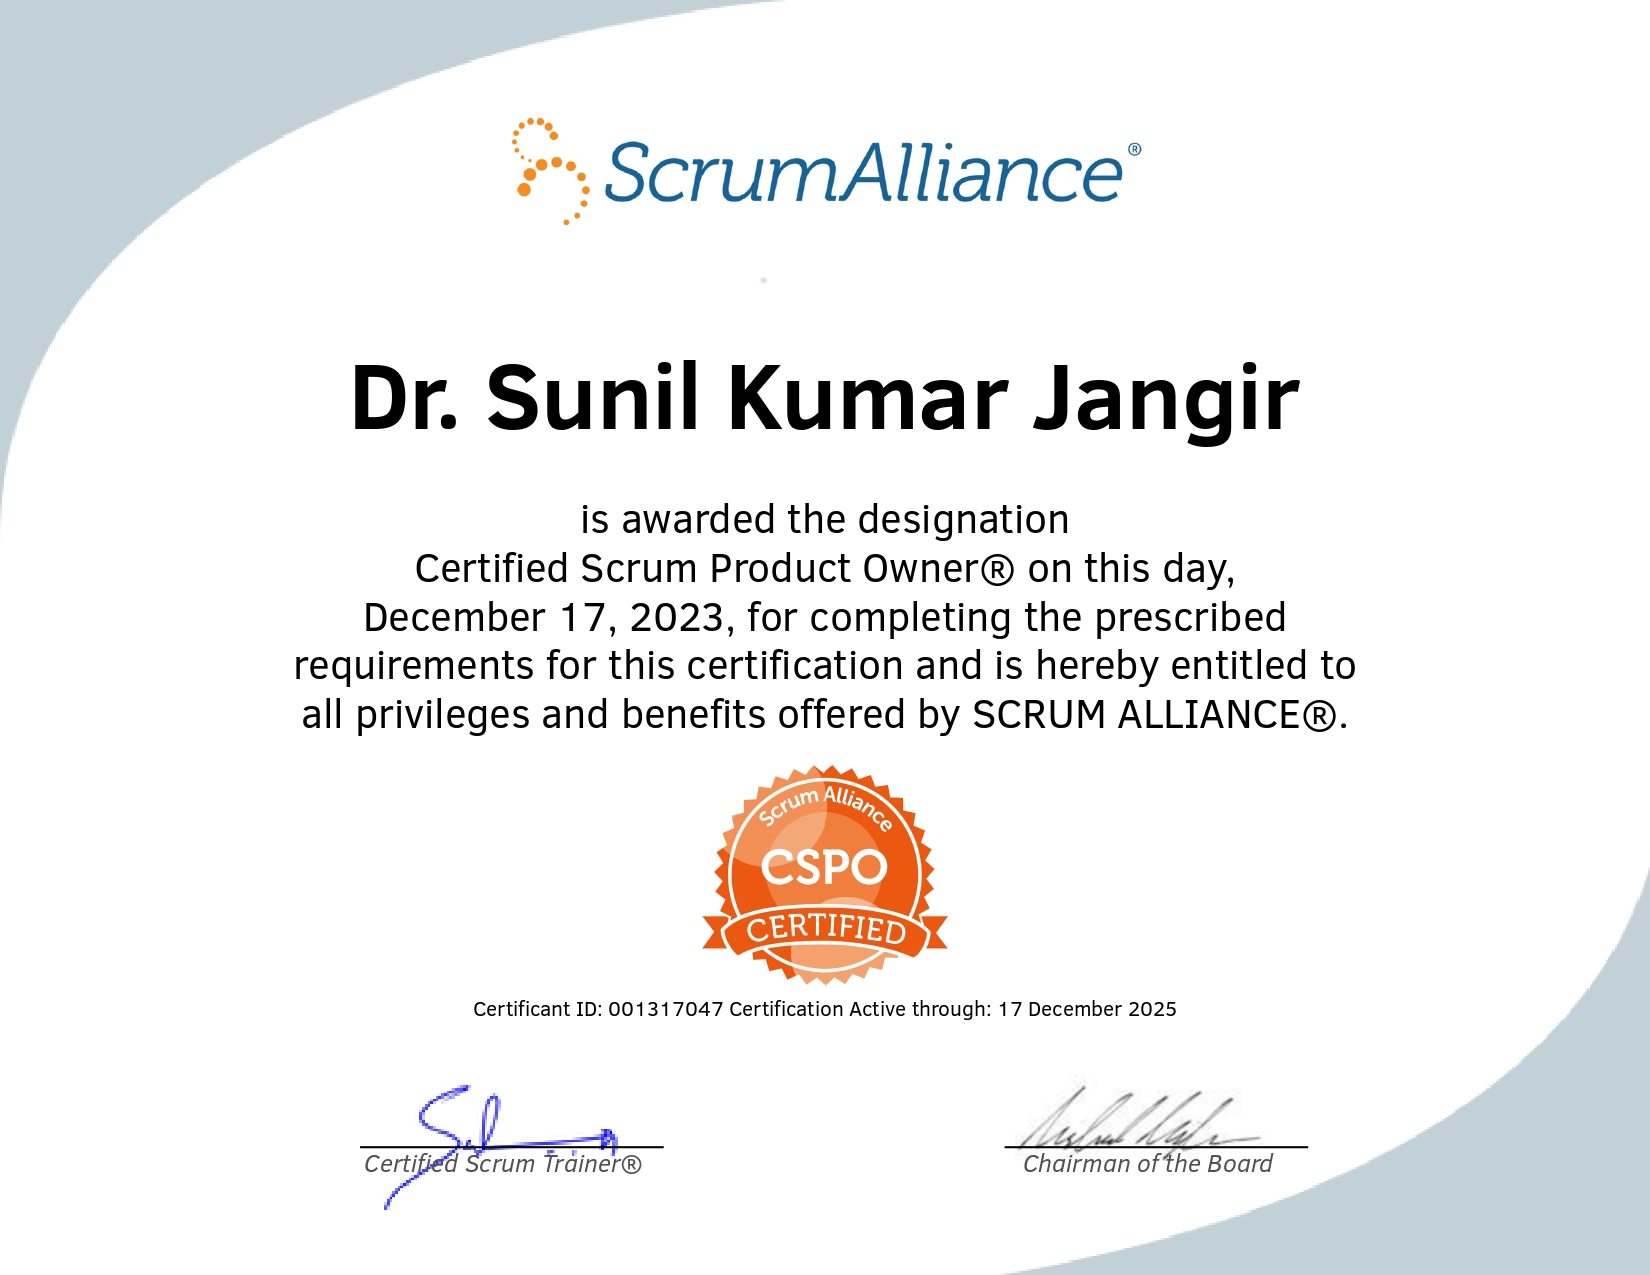 ScrumAlliance®
Dr. Sunil Kumar Jangir
is awarded the designation
Certified Scrum Product Owner® on this day,
December 17, 2023, for completing the prescribed
requirements for this certification and is hereby entitled to
all privileges and benefits offered by SCRUM ALLIANCE®.
Scrum Alliance
CSPO
CERTIFIED
Certificant ID: 001317047 Certification Active through: 17 December 2025
Certified Scrum Trainer®
Chairman of the Board